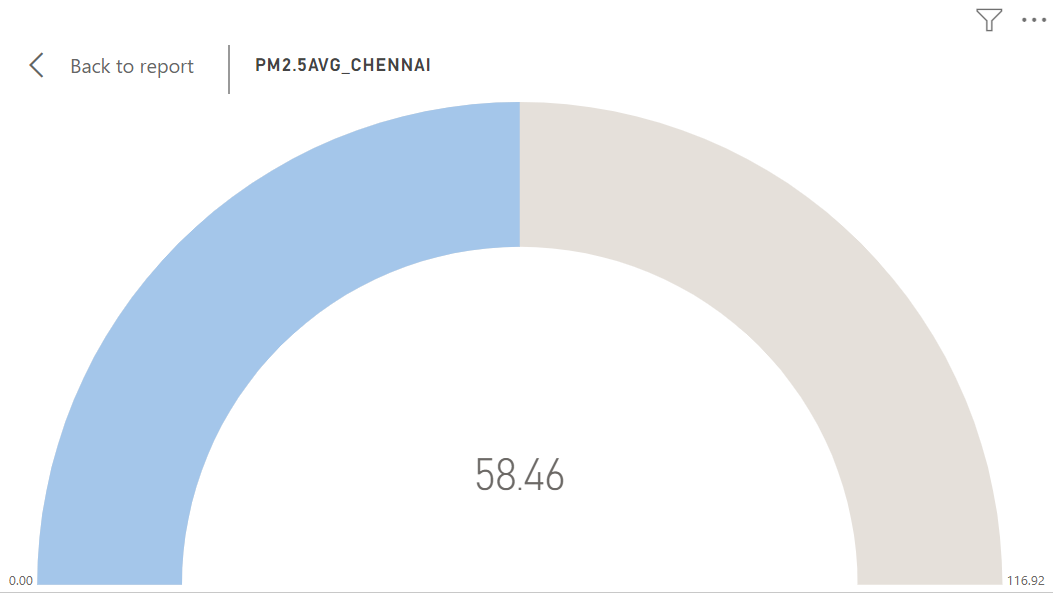 Back to report
PM2.5AVG_CHENNAI
58.46
0.00
116.92